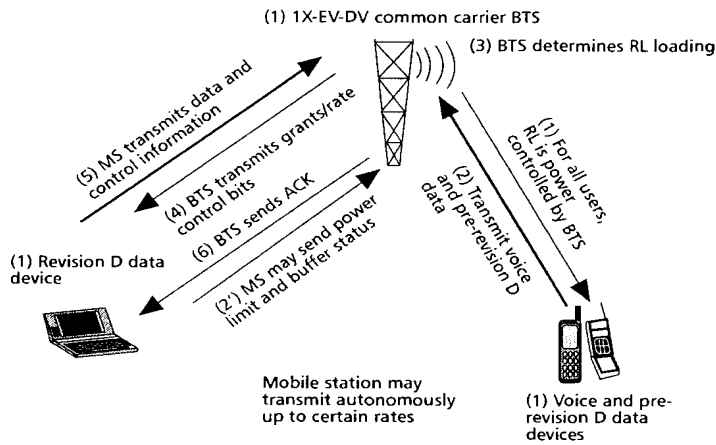 (1) 1X-EV-DV common carrier BTS
(3) BTS determines RL loading
(5) MS transmits data and
control information
(4) BTS transmits grants/rate
control bits
(6) BTS sends ACK
(2') MS may send power
limit and buffer status
(1) For all users,
RL is power
controlled by BTS
(2) Transmit voice
and pre-revision D
data
(1) Revision D data
device
Mobile station may
transmit autonomously
up to certain rates
(1) Voice and pre-
revision D data
devices